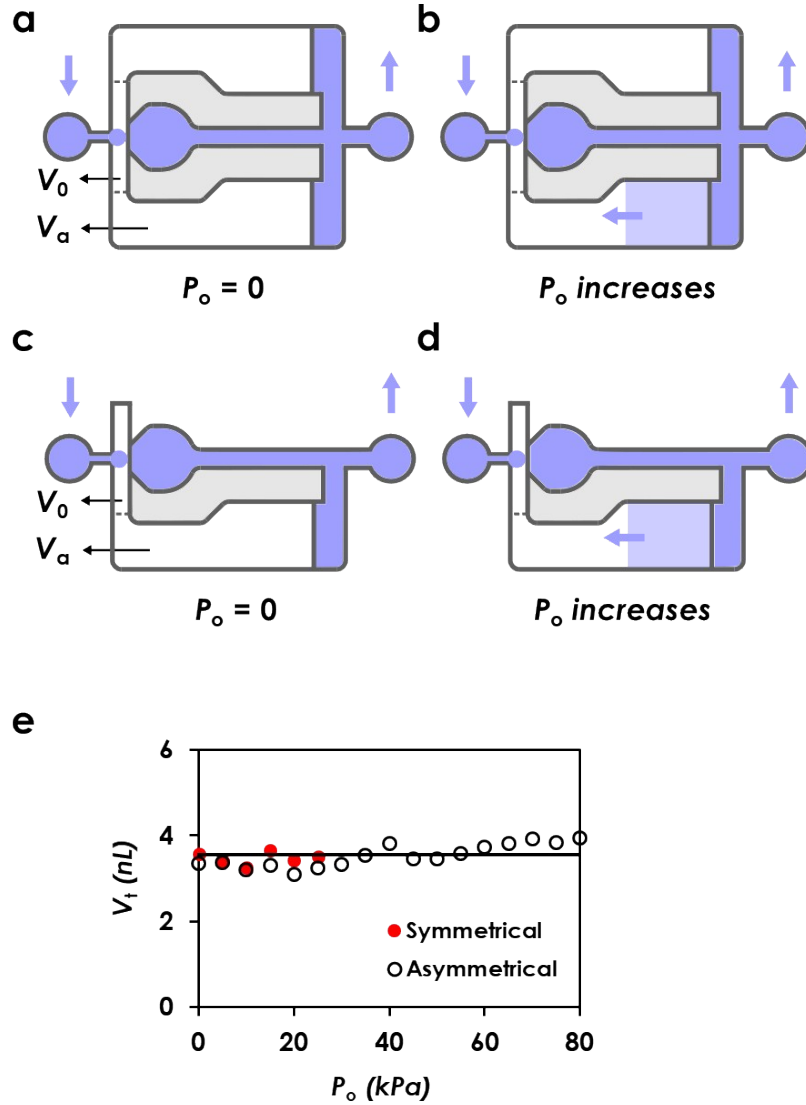 a
b
V₀
Vₐ
Pₒ = 0
Pₒ increases
c
d
V₀
Vₐ
Pₒ = 0
Pₒ increases
e
6
4
2
0
Vₜ (nL)
Symmetrical
Asymmetrical
0 20 40 60 80
Pₒ (kPa)